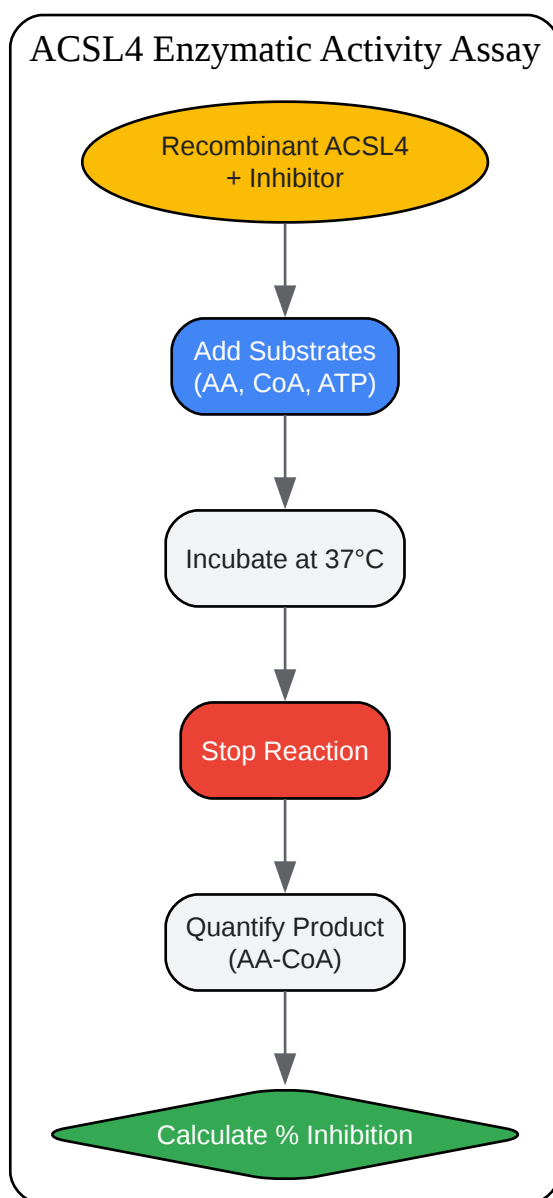 ACSL4 Enzymatic Activity Assay
Recombinant ACSL4
+ Inhibitor
Add Substrates
(AA, CoA, ATP)
Incubate at 37°C
Stop Reaction
Quantify Product
(AA-CoA)
Calculate % Inhibition